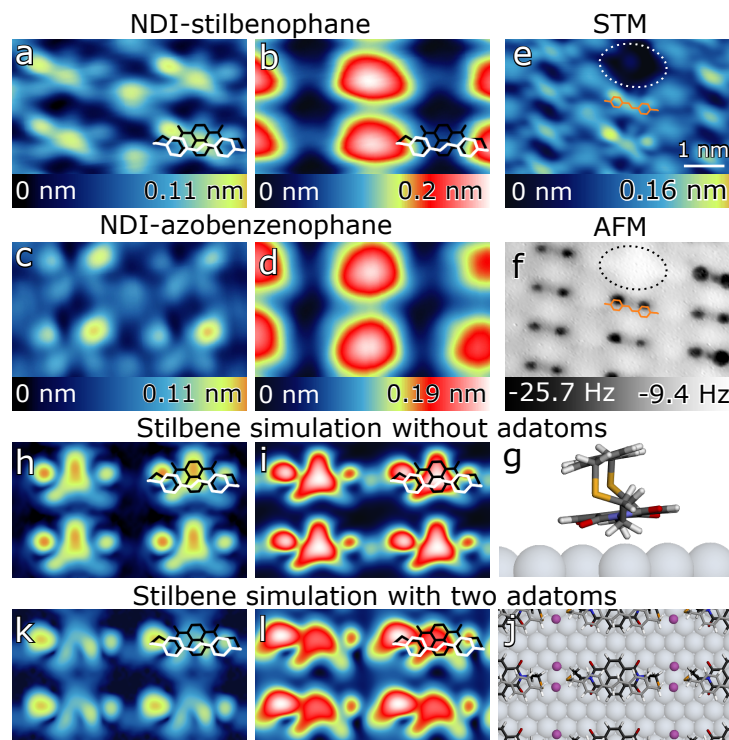 NDI-stilbenophane
STM
a
b
e
1 nm
0 nm
0.11 nm
0 nm
0.2 nm
0 nm
0.16 nm
NDI-azobenzenophane
AFM
c
d
f
0 nm
0.11 nm
0 nm
0.19 nm
-25.7 Hz
-9.4 Hz
Stilbene simulation without adatoms
h
i
g
Stilbene simulation with two adatoms
k
l
j